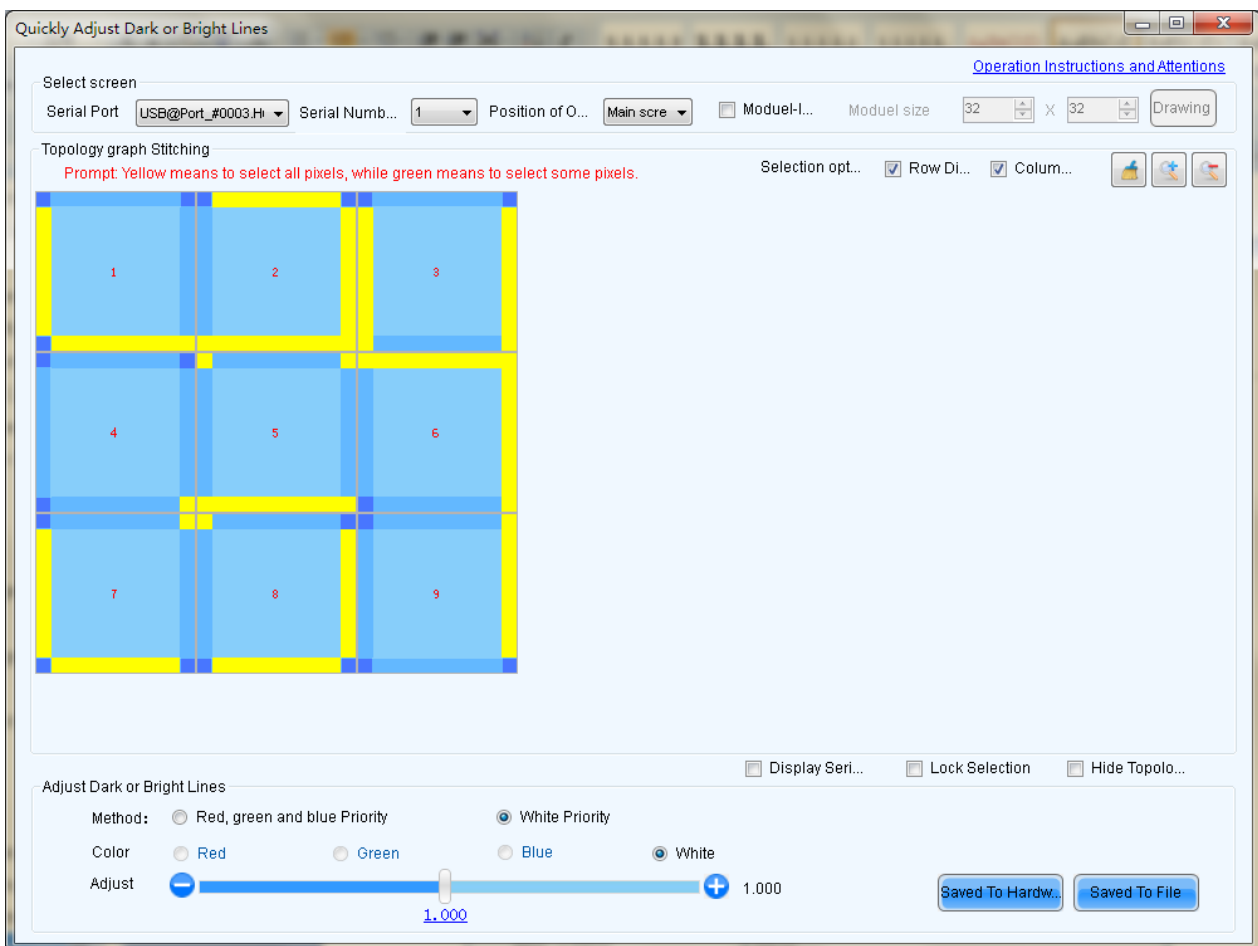 Quickly Adjust Dark or Bright Lines
Operation Instructions and Attentions
Select screen
Serial Port USB@Port_#0003.H Serial Numb... 1 Position of O... Main scre Moduel-I... Moduel size 32 X 32 Drawing
Topology graph Stitching
Prompt: Yellow means to select all pixels, while green means to select some pixels. Selection opt... Row Di... Colum...
1 2 3
4 5 6
7 8 9
Display Seri... Lock Selection Hide Topolo...
Adjust Dark or Bright Lines
Method: Red, green and blue Priority White Priority
Color Red Green Blue White
Adjust 1.000
1.000
Saved To Hardw... Saved To File